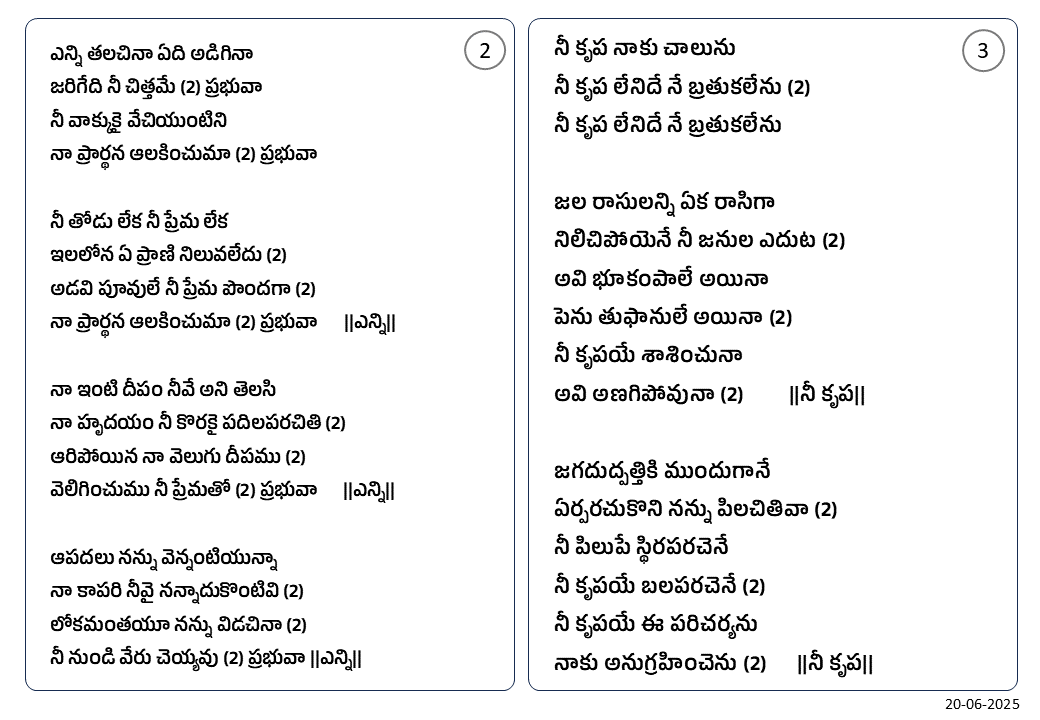 2
ఎన్ని తలచినా ఏది అడిగినా
జరిగేది నీ చిత్తమే (2) ప్రభువా
నీ వాక్కుకై వేచియుంటిని
నా ప్రార్థన ఆలకించుమా (2) ప్రభువా
నీ తోడు లేక నీ ప్రేమ లేక
ఇలలోన ఏ ప్రాణి నిలువలేదు (2)
అడవి పూవులే నీ ప్రేమ పొందగా (2)
నా ప్రార్థన ఆలకించుమా (2) ప్రభువా ||ఎన్ని||
నా ఇంటి దీపం నీవే అని తెలసి
నా హృదయం నీ కొరకై పదిలపరచితి (2)
ఆరిపోయిన నా వెలుగు దీపము (2)
వెలిగించుము నీ ప్రేమతో (2) ప్రభువా ||ఎన్ని||
ఆపదలు నన్ను వెన్నంటియున్నా
నా కాపరి నీవై నన్నాదుకొంటివి (2)
లోకమంతయూ నన్ను విడచినా (2)
నీ నుండి వేరు చెయ్యవు (2) ప్రభువా ||ఎన్ని||
3
నీ కృప నాకు చాలును
నీ కృప లేనిదే నే బ్రతుకలేను (2)
నీ కృప లేనిదే నే బ్రతుకలేను
జల రాసులన్ని ఏక రాసిగా
నిలిచిపోయెనే నీ జనుల ఎదుట (2)
అవి భూకంపాలే అయినా
పెను తుఫానులే అయినా (2)
నీ కృపయే శాశించునా
అవి అణగిపోవునా (2) ||నీ కృప||
జగదుద్పత్తికి ముందుగానే
ఏర్పరచుకొని నన్ను పిలచితివా (2)
నీ పిలుపే స్థిరపరచెనే
నీ కృపయే బలపరచెనే (2)
నీ కృపయే ఈ పరిచర్యను
నాకు అనుగ్రహించెను (2) ||నీ కృప||
20-06-2025